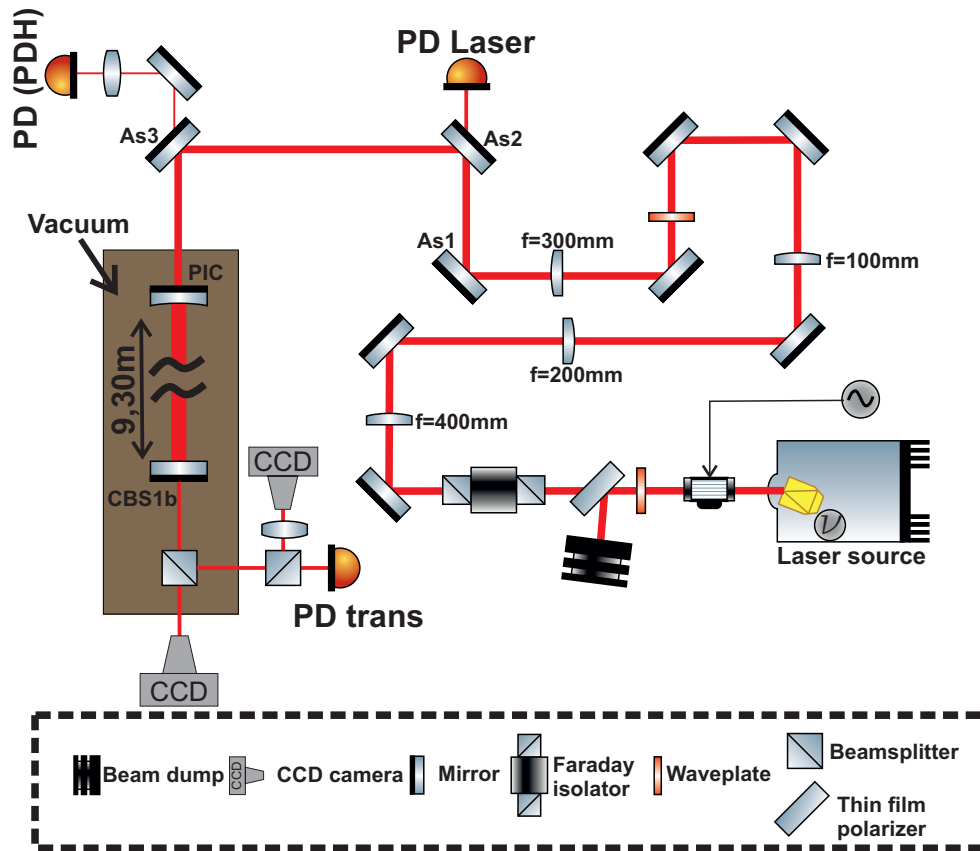 PD Laser
PD (PDH)
As3
As2
Vacuum
As1
f=300mm
PIC
f=100mm
9,30m
f=200mm
f=400mm
CCD
CBS1b
ν
Laser source
PD trans
CCD
Beam dump
CCD
CCD camera
Mirror
Faraday
isolator
Waveplate
Beamsplitter
Thin film
polarizer